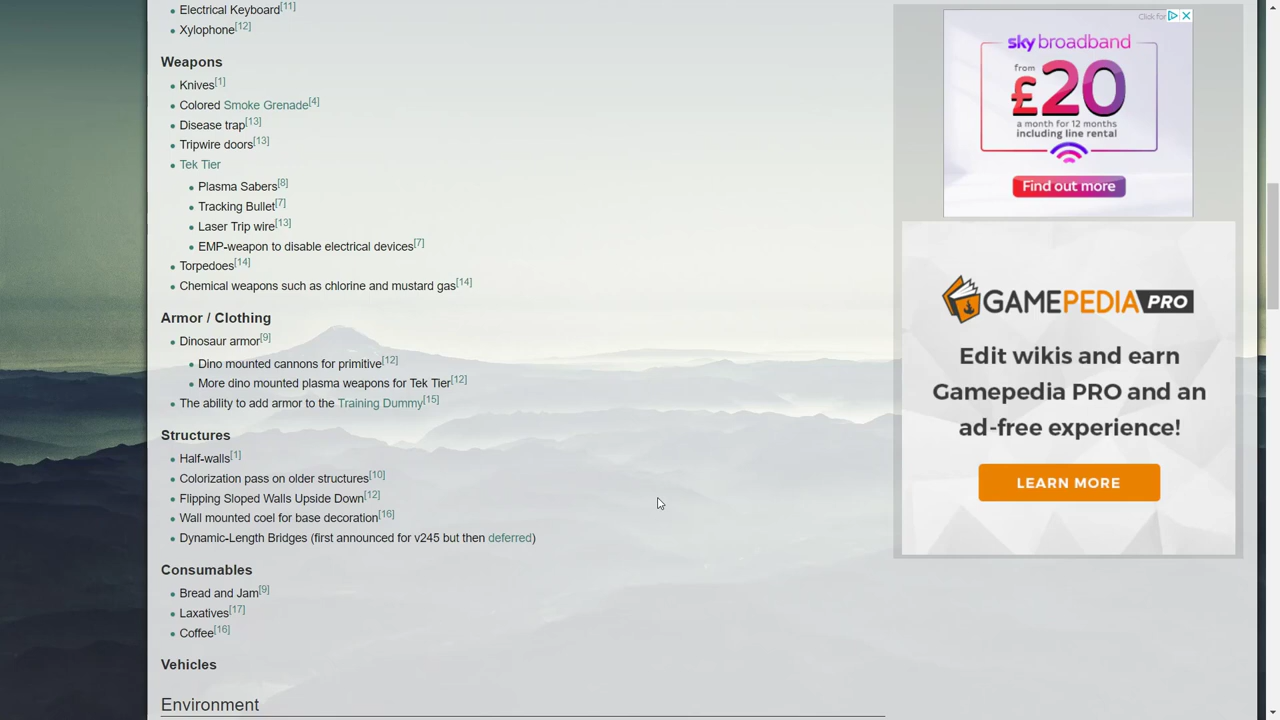 Electrical Keyboard[11]
Xylophone[12]
Weapons
Knives[1]
Colored Smoke Grenade[4]
Disease trap[13]
Tripwire doors[13]
Tek Tier
Plasma Sabers[8]
Tracking Bullet[7]
Laser Trip wire[13]
EMP-weapon to disable electrical devices[7]
Torpedoes[14]
Chemical weapons such as chlorine and mustard gas[14]
Armor / Clothing
Dinosaur armor[9]
Dino mounted cannons for primitive[12]
More dino mounted plasma weapons for Tek Tier[12]
The ability to add armor to the Training Dummy[15]
Structures
Half-walls[1]
Colorization pass on older structures[10]
Flipping Sloped Walls Upside Down[12]
Wall mounted coel for base decoration[16]
Dynamic-Length Bridges (first announced for v245 but then deferred)
Consumables
Bread and Jam[9]
Laxatives[17]
Coffee[16]
Vehicles
Environment
Click for
sky broadband
from
£20
a month for 12 months
including line rental
Find out more
GAMEPEDIA PRO
Edit wikis and earn
Gamepedia PRO and an
ad-free experience!
LEARN MORE